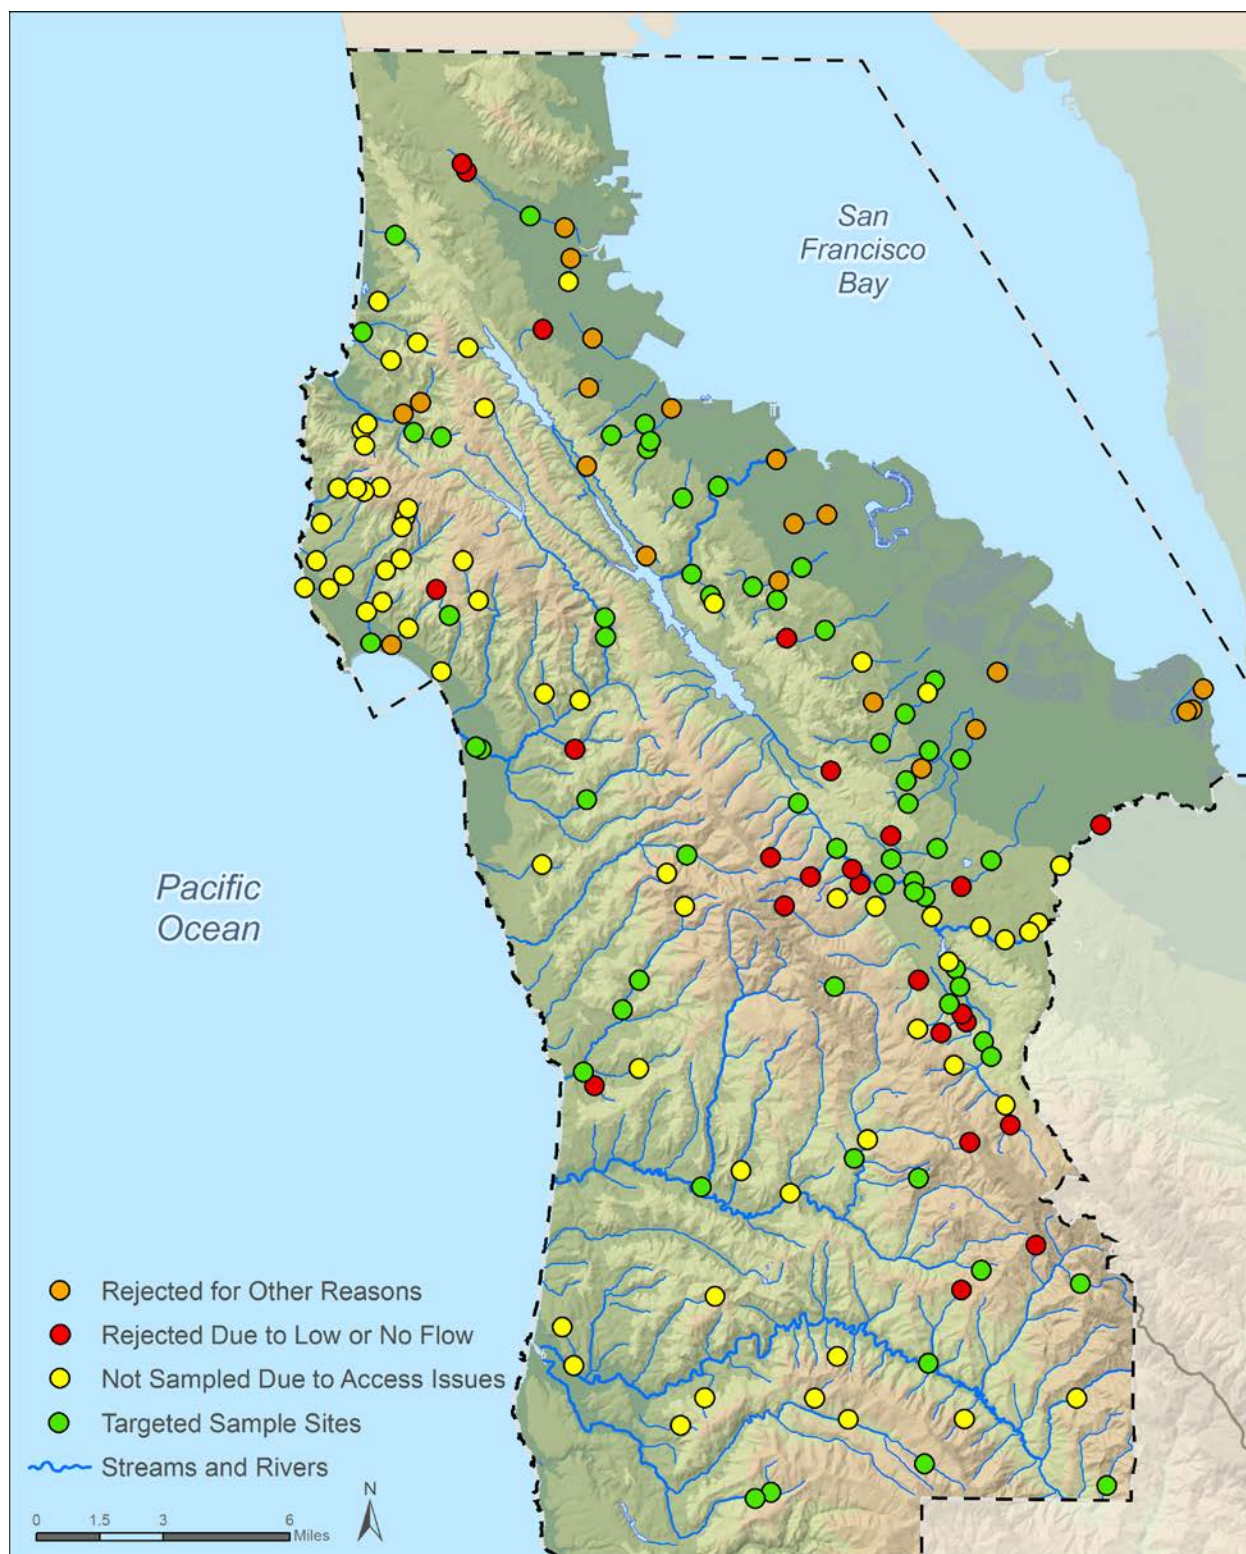 San
Francisco
Bay
Pacific
Ocean
Rejected for Other Reasons
Rejected Due to Low or No Flow
Not Sampled Due to Access Issues
Targeted Sample Sites
Streams and Rivers
N
0 1.5 3 6
Miles